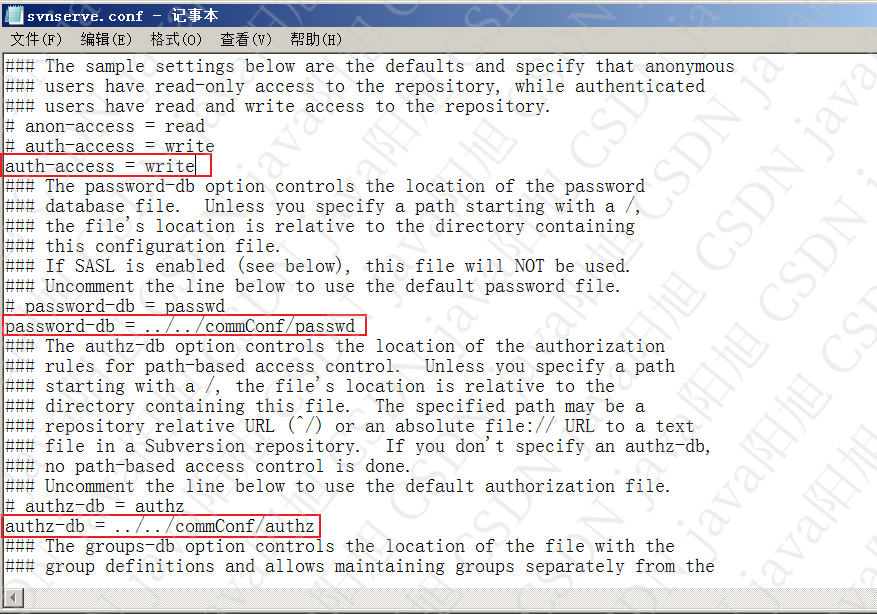 svnserve.conf - 记事本
文件(F) 编辑(E) 格式(O) 查看(V) 帮助(H)
### The sample settings below are the defaults and specify that anonymous
### users have read-only access to the repository, while authenticated
### users have read and write access to the repository.
# anon-access = read
# auth-access = write
auth-access = write
### The password-db option controls the location of the password
### database file.  Unless you specify a path starting with a /,
### the file's location is relative to the directory containing
### this configuration file.
### If SASL is enabled (see below), this file will NOT be used.
### Uncomment the line below to use the default password file.
# password-db = passwd
password-db = ../../commConf/passwd
### The authz-db option controls the location of the authorization
### rules for path-based access control.  Unless you specify a path
### starting with a /, the file's location is relative to the
### directory containing this file.  The specified path may be a
### repository relative URL (^/) or an absolute file:// URL to a text
### file in a Subversion repository.  If you don't specify an authz-db,
### no path-based access control is done.
### Uncomment the line below to use the default authorization file.
# authz-db = authz
authz-db = ../../commConf/authz
### The groups-db option controls the location of the file with the
### group definitions and allows maintaining groups separately from the
CSDN java阳旭